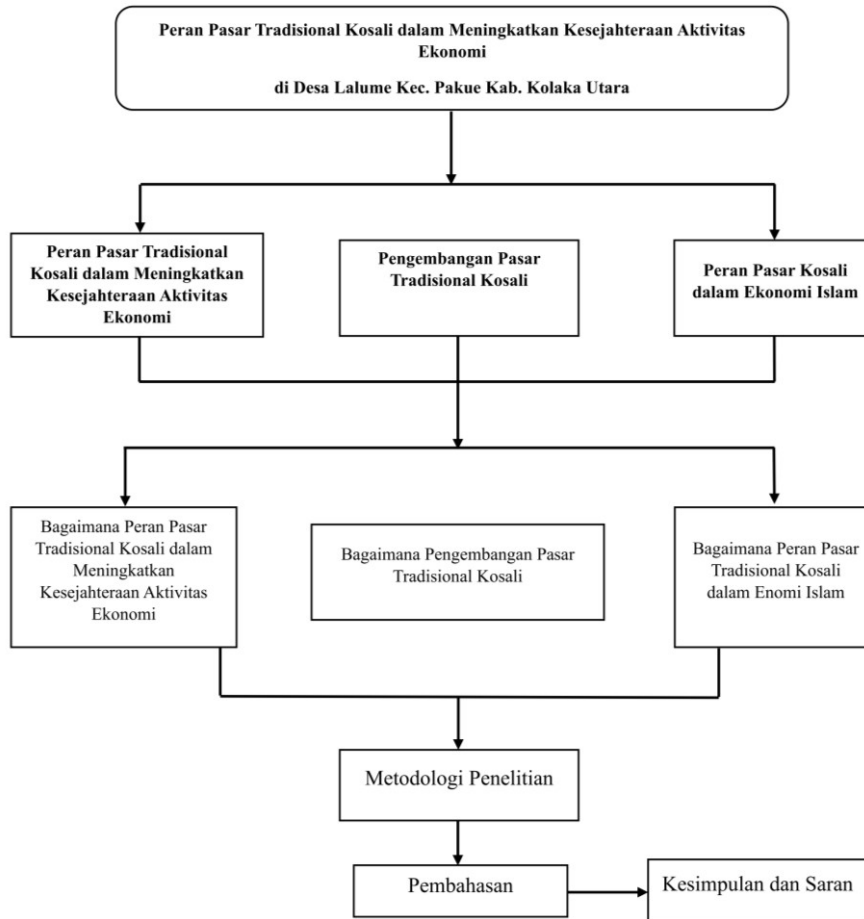 Peran Pasar Tradisional Kosali dalam Meningkatkan Kesejahteraan Aktivitas
Ekonomi
di Desa Lalume Kec. Pakue Kab. Kolaka Utara
Peran Pasar Tradisional
Kosali dalam Meningkatkan
Kesejahteraan Aktivitas
Ekonomi
Pengembangan Pasar
Tradisional Kosali
Peran Pasar Kosali
dalam Ekonomi Islam
Bagaimana Peran Pasar
Tradisional Kosali dalam
Meningkatkan
Kesejahteraan Aktivitas
Ekonomi
Bagaimana Pengembangan Pasar
Tradisional Kosali
Bagaimana Peran Pasar
Tradisional Kosali
dalam Enomi Islam
Metodologi Penelitian
Pembahasan
Kesimpulan dan Saran